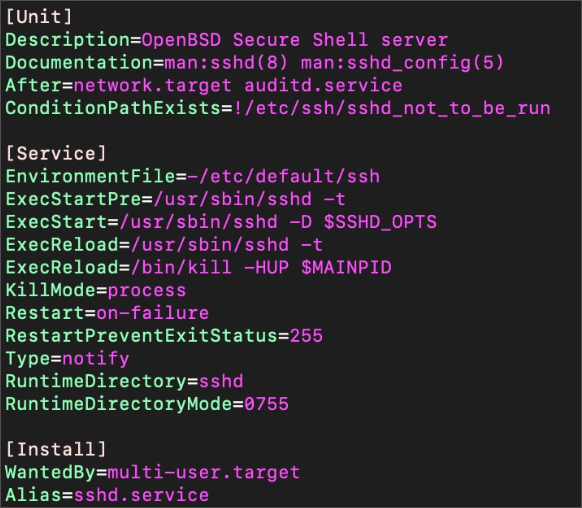 [Unit]
Description=OpenBSD Secure Shell server
Documentation=man:sshd(8) man:sshd_config(5)
After=network.target auditd.service
ConditionPathExists=!/etc/ssh/sshd_not_to_be_run

[Service]
EnvironmentFile=-/etc/default/ssh
ExecStartPre=/usr/sbin/sshd -t
ExecStart=/usr/sbin/sshd -D $SSHD_OPTS
ExecReload=/usr/sbin/sshd -t
ExecReload=/bin/kill -HUP $MAINPID
KillMode=process
Restart=on-failure
RestartPreventExitStatus=255
Type=notify
RuntimeDirectory=sshd
RuntimeDirectoryMode=0755

[Install]
WantedBy=multi-user.target
Alias=sshd.service